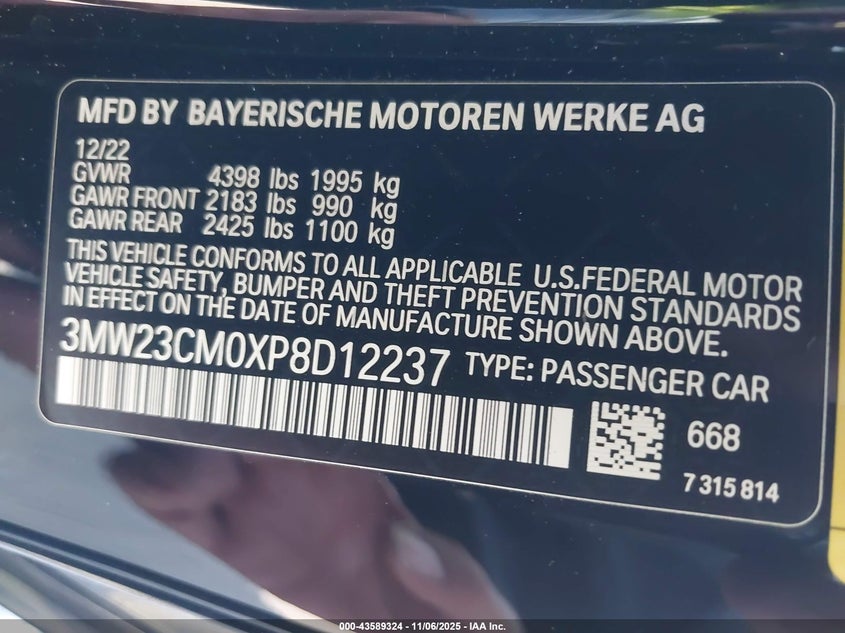 MFD BY BAYERISCHE MOTOREN WERKE AG
12/22
GVWR 4398 lbs 1995 kg
GAWR FRONT 2183 lbs 990 kg
GAWR REAR 2425 lbs 1100 kg
THIS VEHICLE CONFORMS TO ALL APPLICABLE U.S.FEDERAL MOTOR
VEHICLE SAFETY, BUMPER AND THEFT PREVENTION STANDARDS
IN EFFECT ON THE DATE OF MANUFACTURE SHOWN ABOVE.
3MW23CM0XP8D12237 TYPE: PASSENGER CAR
668
7 315 814
000-43589324 - 11/06/2025 - IAA Inc.